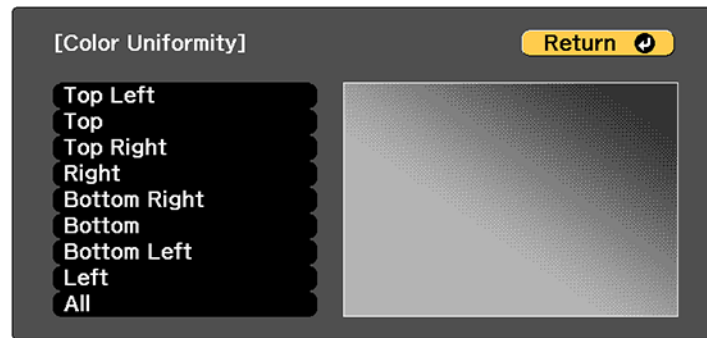 [Color Uniformity]
Return
Top Left
Top
Top Right
Right
Bottom Right
Bottom
Bottom Left
Left
All